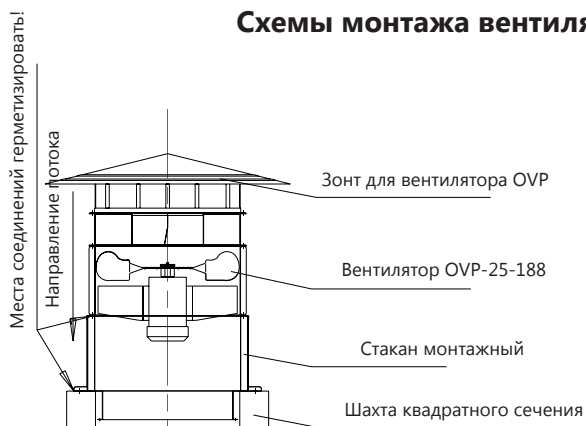 Схемы монтажа вентиля
Места соединений герметизировать!
Направление потока
Зонт для вентилятора OVP
Вентилятор OVP-25-188
Стакан монтажный
Шахта квадратного сечения